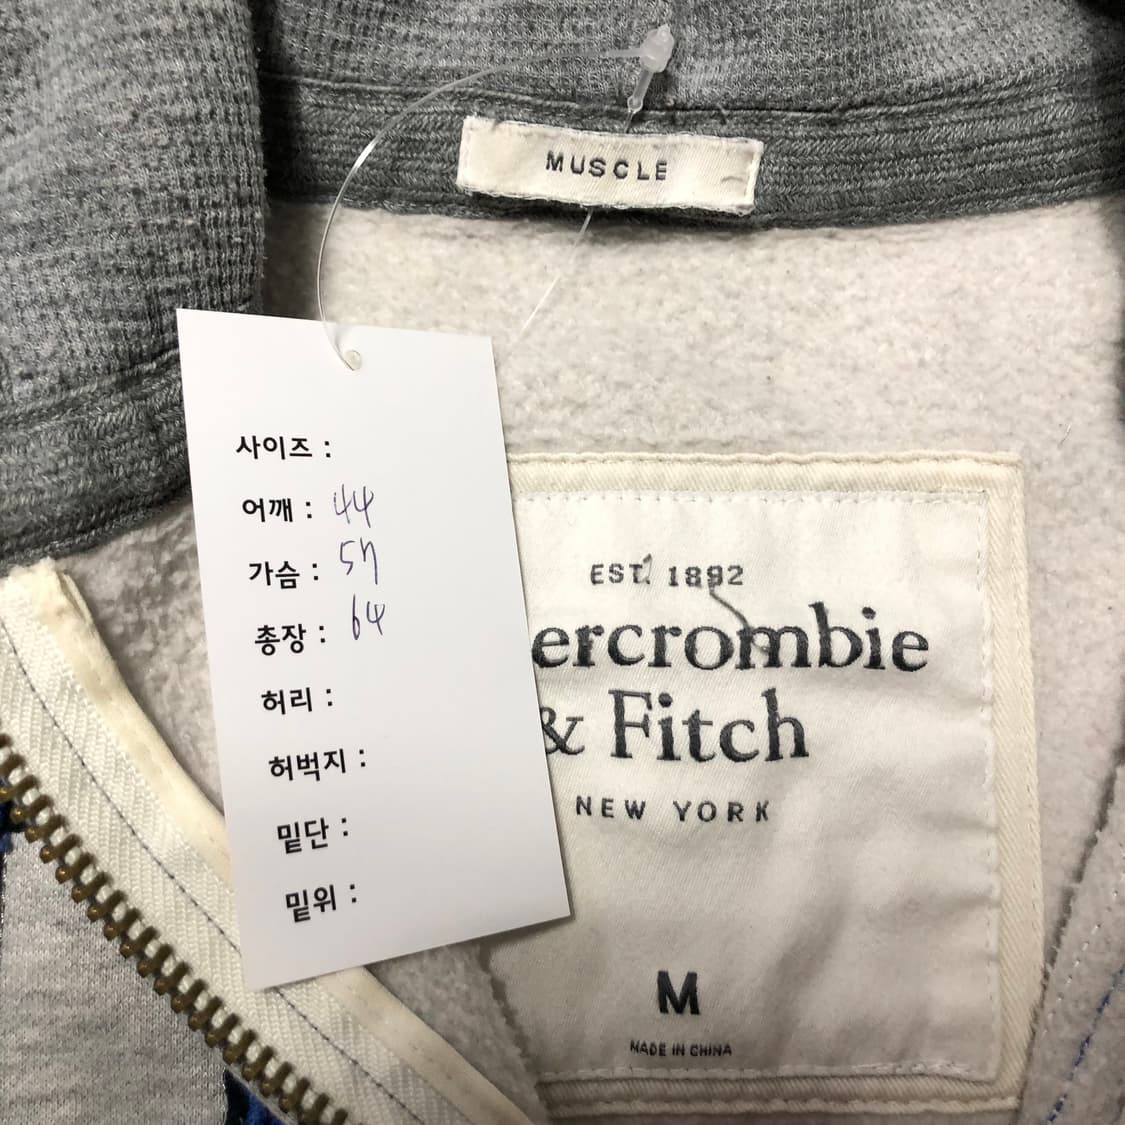 MUSCLE
사이즈 :
어깨 : 44
가슴 : 57
총장 : 64
허리 :
허벅지 :
밑단 :
밑위 :
EST. 1892
ercrombie
& Fitch
NEW YORK
M
MADE IN CHINA